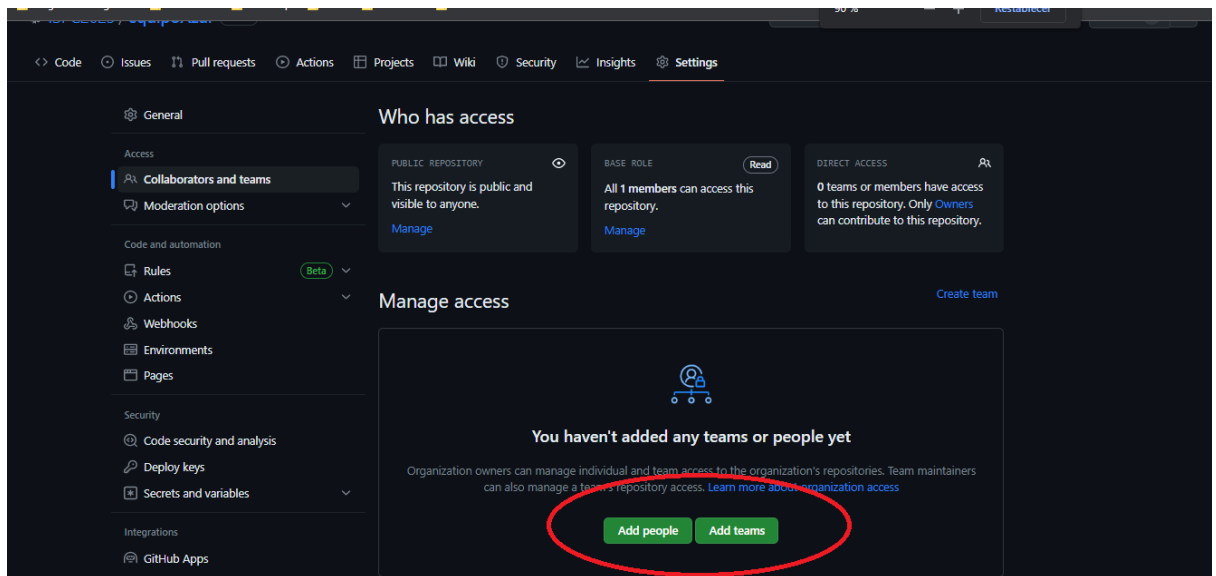 90 %
Restablecer
Code Issues Pull requests Actions Projects Wiki Security Insights Settings
General
Access
Collaborators and teams
Moderation options
Code and automation
Rules Beta
Actions
Webhooks
Environments
Pages
Security
Code security and analysis
Deploy keys
Secrets and variables
Integrations
GitHub Apps
Who has access
PUBLIC REPOSITORY
This repository is public and
visible to anyone.
Manage
BASE ROLE Read
All 1 members can access this
repository.
Manage
DIRECT ACCESS
0 teams or members have access
to this repository. Only Owners
can contribute to this repository.
Manage access
Create team
You haven't added any teams or people yet
Organization owners can manage individual and team access to the organization's repositories. Team maintainers
can also manage a team's repository access. Learn more about organization access
Add people Add teams